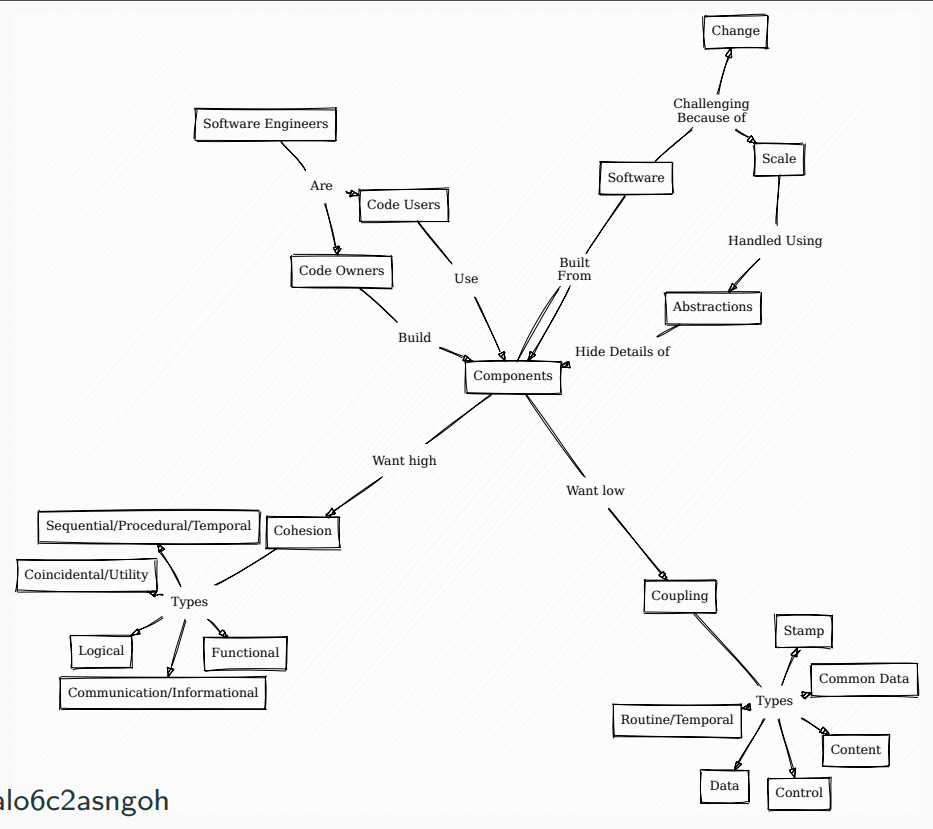 Change
Challenging
Because of
Software Engineers
Scale
Software
Are
Code Users
Handled Using
Built
From
Code Owners
Use
Abstractions
Build
Hide Details of
Components
Want high
Want low
Sequential/Procedural/Temporal
Cohesion
Coincidental/Utility
Types
Coupling
Stamp
Logical
Functional
Common Data
Communication/Informational
Types
Routine/Temporal
Content
Data
Control
alo6c2asngoh